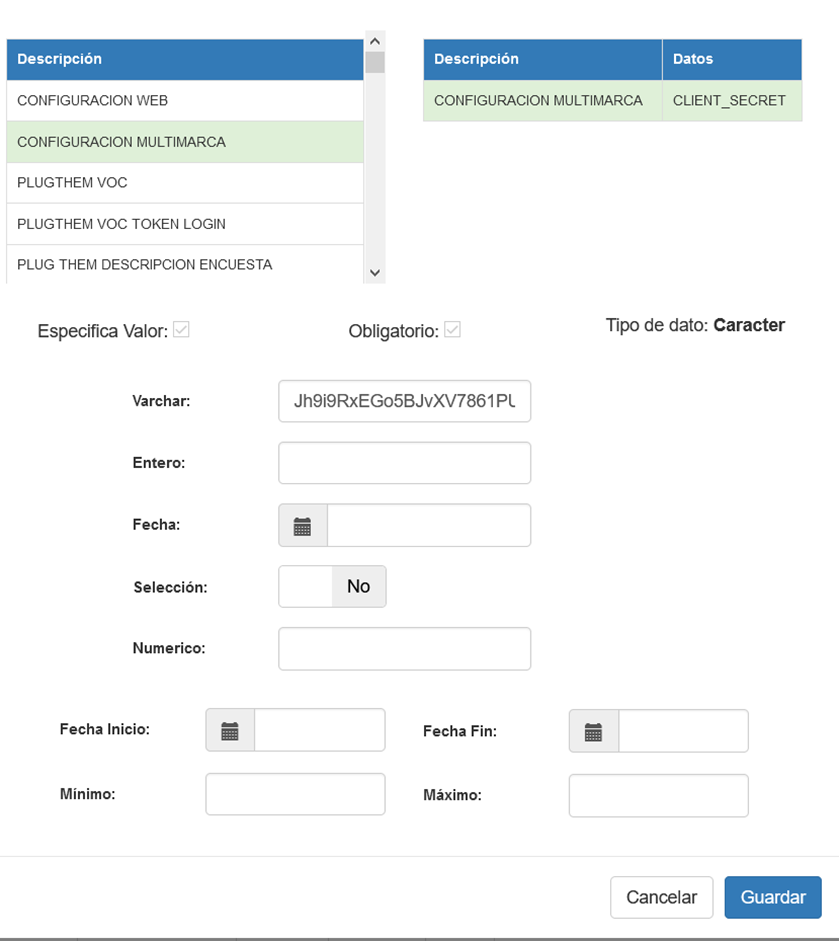 Descripción
CONFIGURACION WEB
CONFIGURACION MULTIMARCA
PLUGTHEM VOC
PLUGTHEM VOC TOKEN LOGIN
PLUG THEM DESCRIPCION ENCUESTA
Descripción Datos
CONFIGURACION MULTIMARCA CLIENT_SECRET
Especifica Valor: Obligatorio: Tipo de dato: Caracter
Varchar: Jh9i9RxEGo5BJvXV7861PU
Entero:
Fecha:
Selección: No
Numerico:
Fecha Inicio: Fecha Fin:
Mínimo: Máximo:
Cancelar Guardar